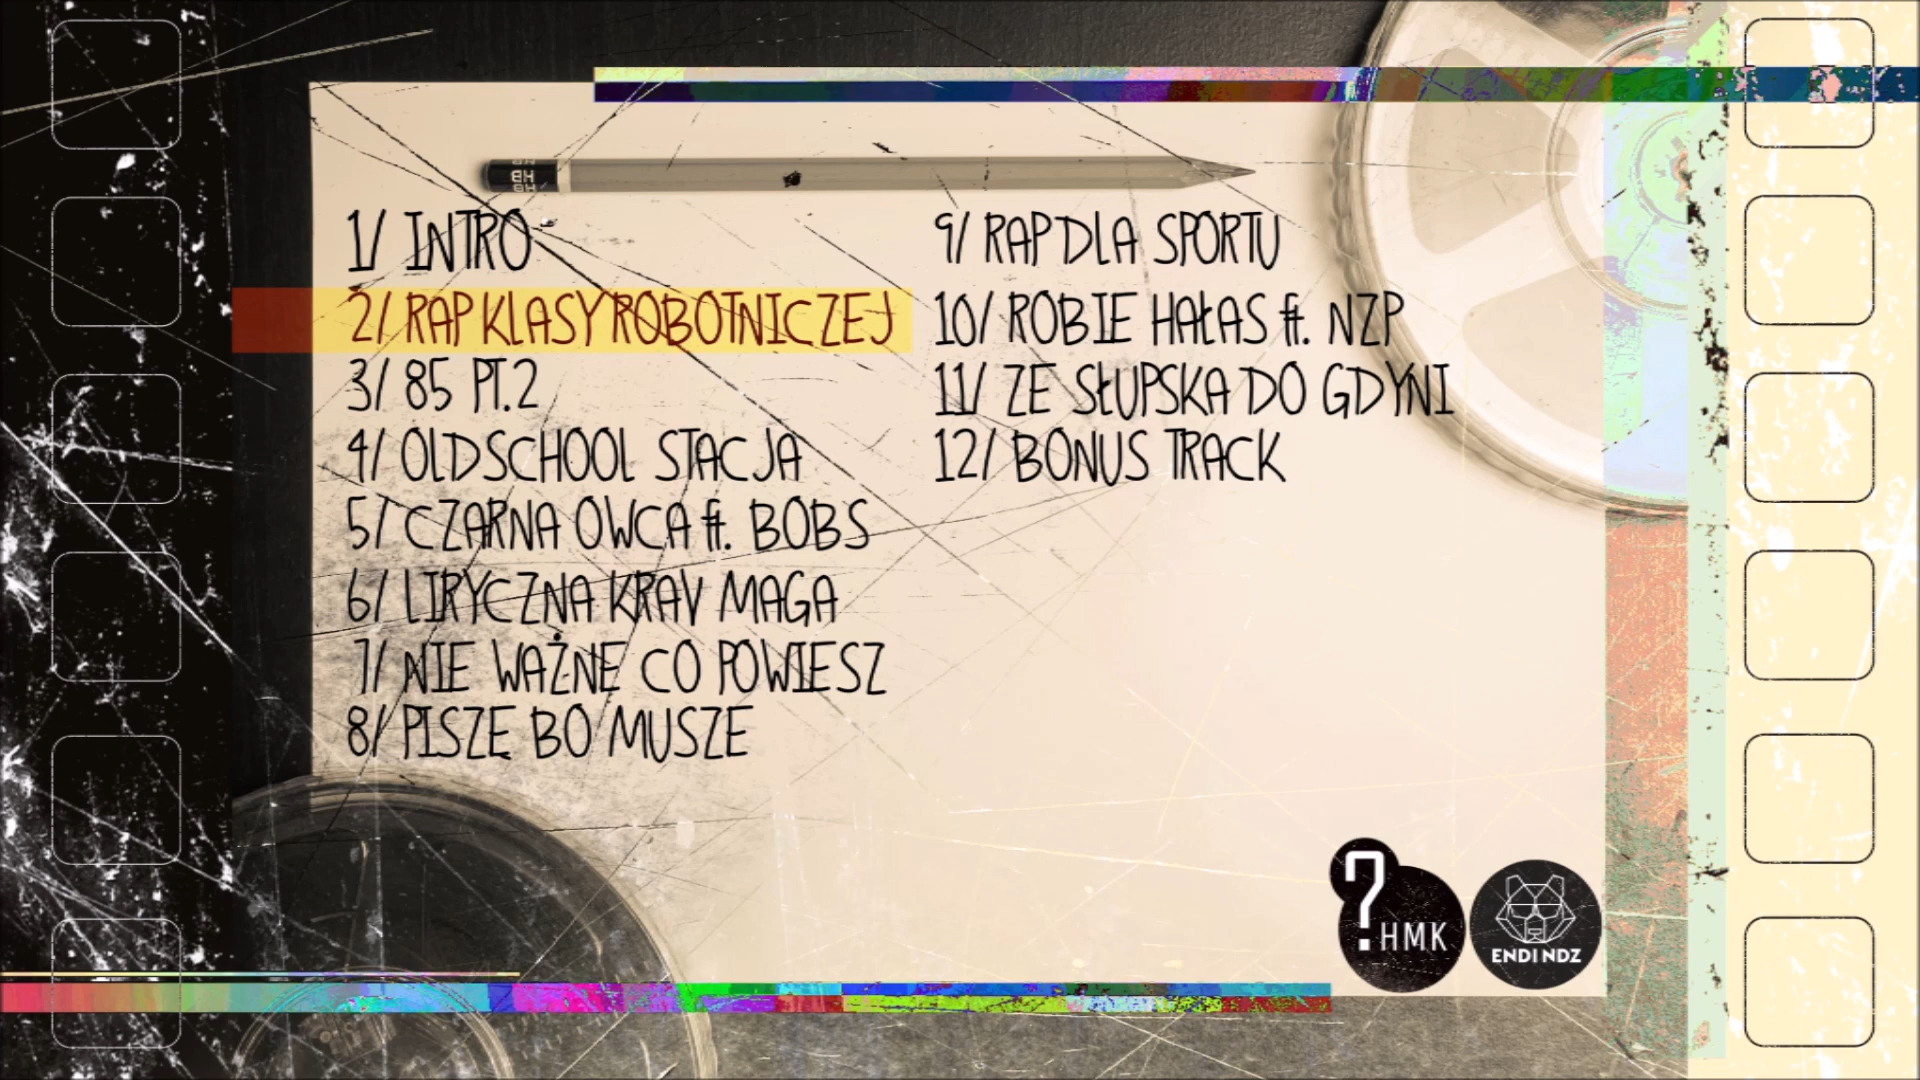 HB
1/ INTRO
2/ RAP KLASY ROBOTNICZEJ
3/ 85 PT.2
4/ OLDSCHOOL STACJA
5/ CZARNA OWCA ft. BOBS
6/ LIRYCZNA KRAV MAGA
7/ NIE WAŻNE CO POWIESZ
8/ PISZĘ BO MUSZE
9/ RAP DLA SPORTU
10/ ROBIE HAŁAS ft. NZP
11/ ZE SŁUPSKA DO GDYNI
12/ BONUS TRACK
? HMK
ENDI NDZ